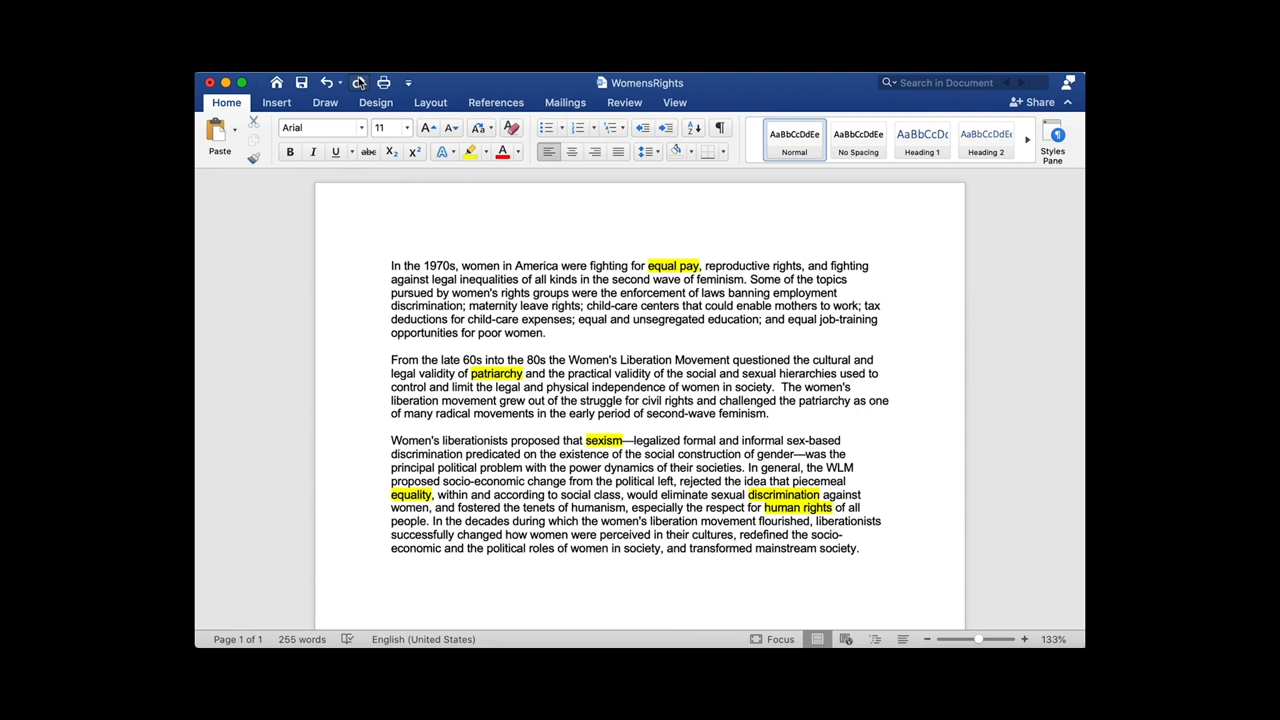 WomensRights
Search in Document
Home Insert Draw Design Layout References Mailings Review View
Share
Paste
Arial 11
B I U abc X2 X2 A A
AaBbCcDdEe AaBbCcDdEe AaBbCcDc AaBbCcDdEe
Normal No Spacing Heading 1 Heading 2
Styles
Pane
In the 1970s, women in America were fighting for equal pay, reproductive rights, and fighting
against legal inequalities of all kinds in the second wave of feminism. Some of the topics
pursued by women's rights groups were the enforcement of laws banning employment
discrimination; maternity leave rights; child-care centers that could enable mothers to work; tax
deductions for child-care expenses; equal and unsegregated education; and equal job-training
opportunities for poor women.
From the late 60s into the 80s the Women's Liberation Movement questioned the cultural and
legal validity of patriarchy and the practical validity of the social and sexual hierarchies used to
control and limit the legal and physical independence of women in society. The women's
liberation movement grew out of the struggle for civil rights and challenged the patriarchy as one
of many radical movements in the early period of second-wave feminism.
Women's liberationists proposed that sexism—legalized formal and informal sex-based
discrimination predicated on the existence of the social construction of gender—was the
principal political problem with the power dynamics of their societies. In general, the WLM
proposed socio-economic change from the political left, rejected the idea that piecemeal
equality, within and according to social class, would eliminate sexual discrimination against
women, and fostered the tenets of humanism, especially the respect for human rights of all
people. In the decades during which the women's liberation movement flourished, liberationists
successfully changed how women were perceived in their cultures, redefined the socio-
economic and the political roles of women in society, and transformed mainstream society.
Page 1 of 1 255 words English (United States) Focus 133%